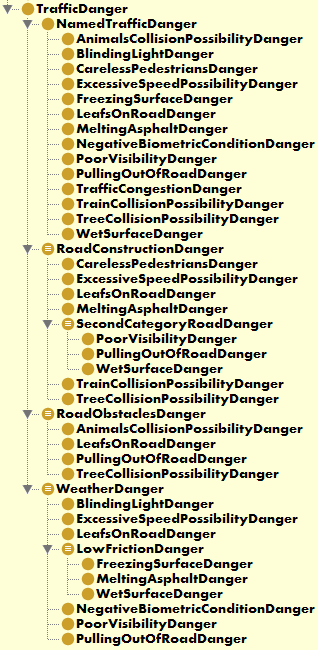 TrafficDanger
NamedTrafficDanger
AnimalsCollisionPossibilityDanger
BlindingLightDanger
CarelessPedestriansDanger
ExcessiveSpeedPossibilityDanger
FreezingSurfaceDanger
LeafsOnRoadDanger
MeltingAsphaltDanger
NegativeBiometricConditionDanger
PoorVisibilityDanger
PullingOutOfRoadDanger
TrafficCongestionDanger
TrainCollisionPossibilityDanger
TreeCollisionPossibilityDanger
WetSurfaceDanger
RoadConstructionDanger
CarelessPedestriansDanger
ExcessiveSpeedPossibilityDanger
LeafsOnRoadDanger
MeltingAsphaltDanger
SecondCategoryRoadDanger
PoorVisibilityDanger
PullingOutOfRoadDanger
WetSurfaceDanger
TrainCollisionPossibilityDanger
TreeCollisionPossibilityDanger
RoadObstaclesDanger
AnimalsCollisionPossibilityDanger
LeafsOnRoadDanger
PullingOutOfRoadDanger
TreeCollisionPossibilityDanger
WeatherDanger
BlindingLightDanger
ExcessiveSpeedPossibilityDanger
LeafsOnRoadDanger
LowFrictionDanger
FreezingSurfaceDanger
MeltingAsphaltDanger
WetSurfaceDanger
NegativeBiometricConditionDanger
PoorVisibilityDanger
PullingOutOfRoadDanger